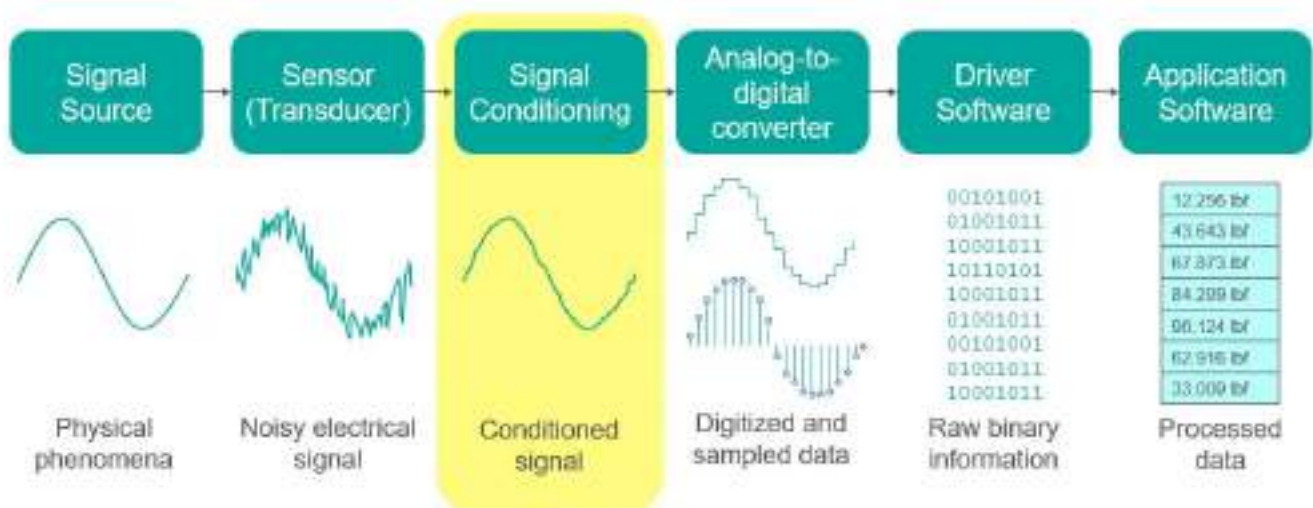 Signal
Source
Sensor
(Transducer)
Signal
Conditioning
Analog-to-
digital
converter
Driver
Software
Application
Software
00101001
01001011
10001011
10110101
10001011
01001011
00101001
01001011
10001011
12.256 lbf
43.643 lbf
67.873 lbf
84.299 lbf
96.124 lbf
62.916 lbf
33.009 lbf
Physical
phenomena
Noisy electrical
signal
Conditioned
signal
Digitized and
sampled data
Raw binary
information
Processed
data